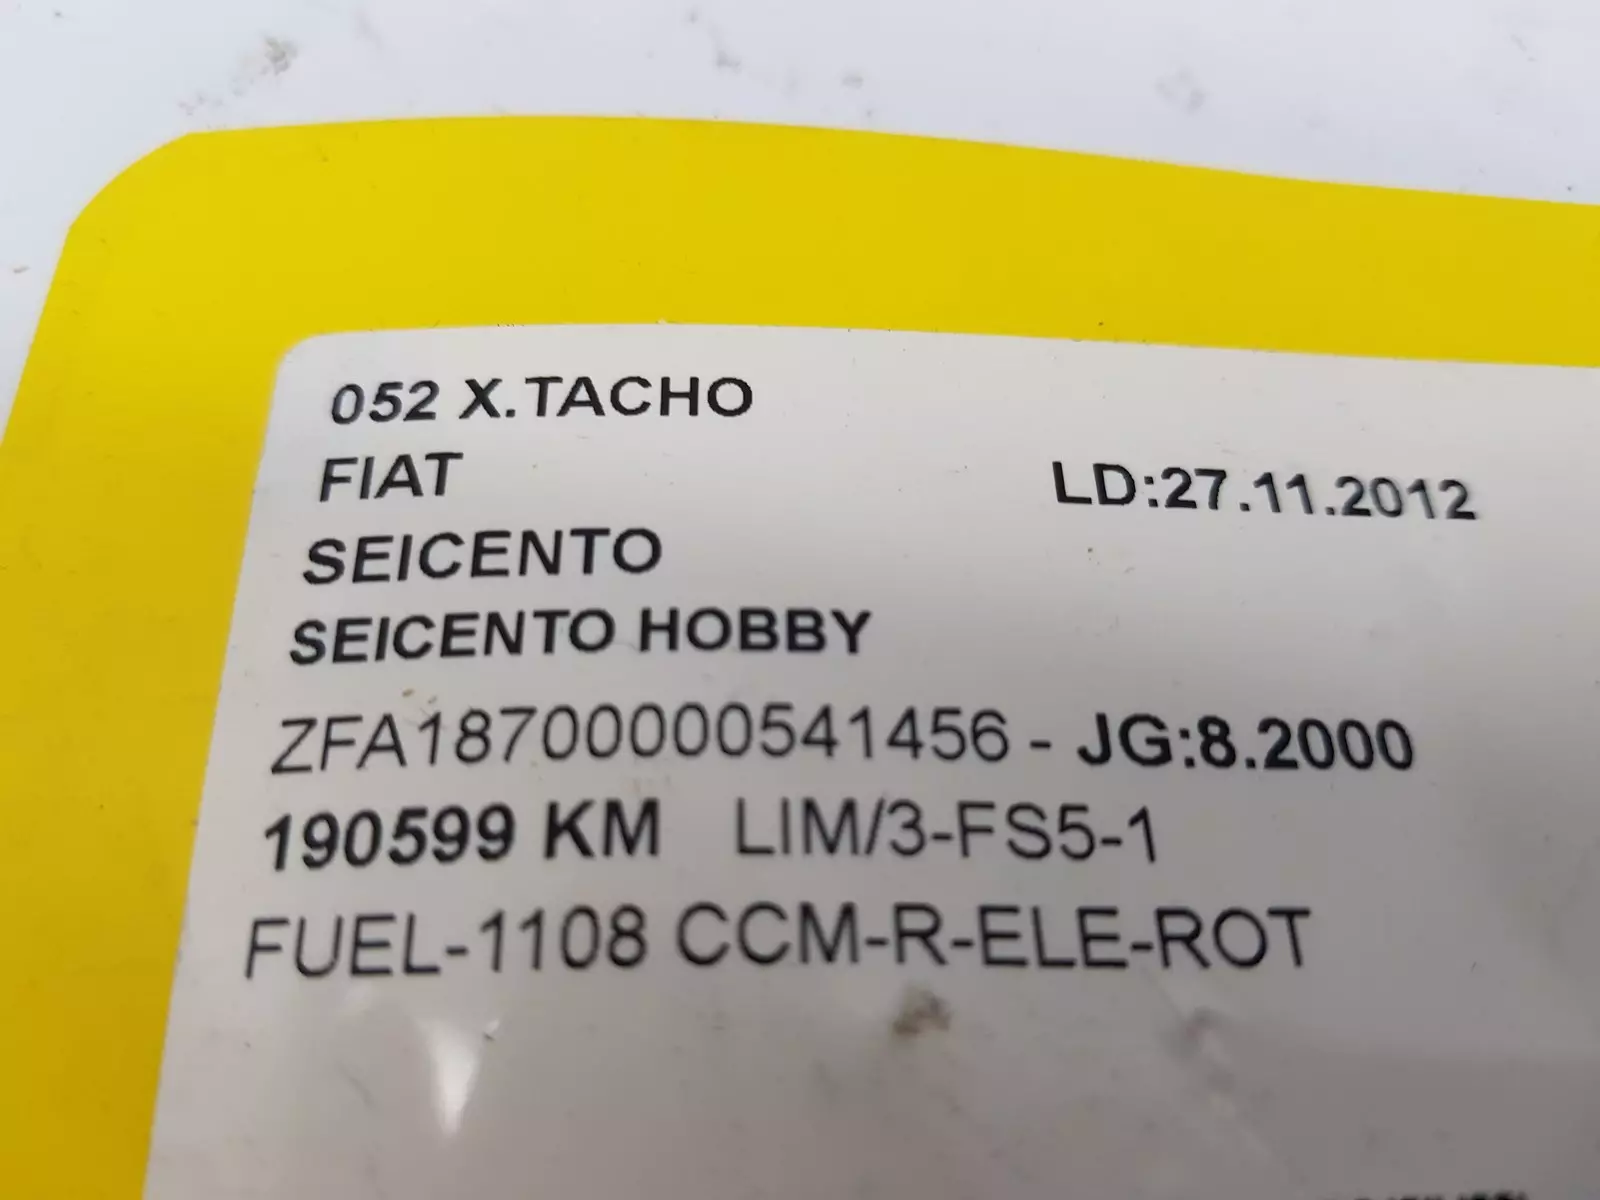 052 X.TACHO
FIAT LD:27.11.2012
SEICENTO
SEICENTO HOBBY
ZFA18700000541456 - JG:8.2000
190599 KM LIM/3-FS5-1
FUEL-1108 CCM-R-ELE-ROT